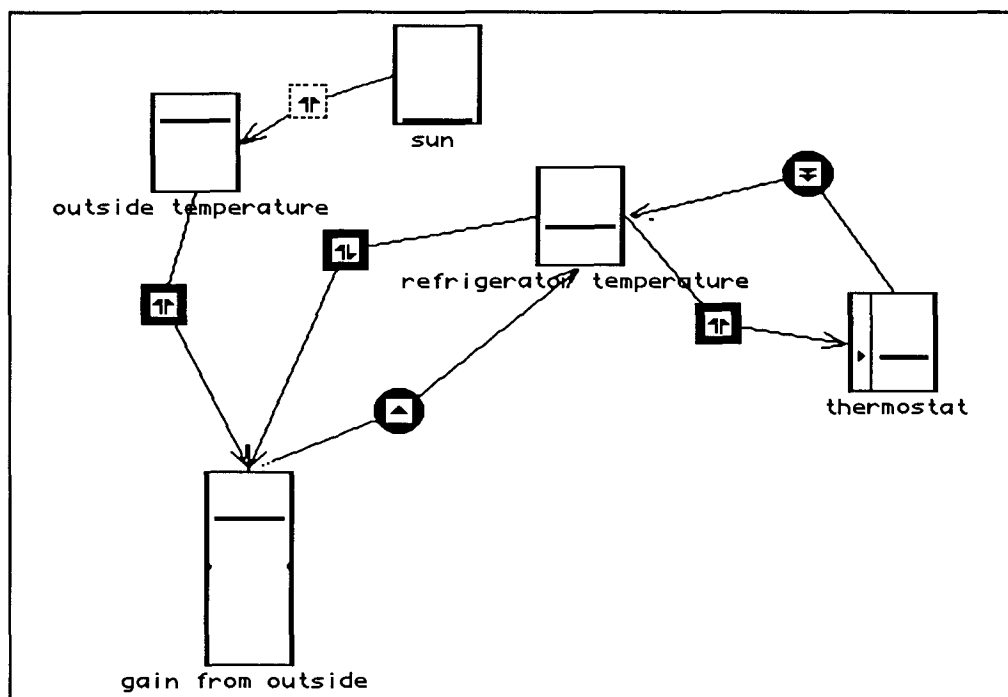 sun
outside temperature
refrigerator temperature
thermostat
gain from outside